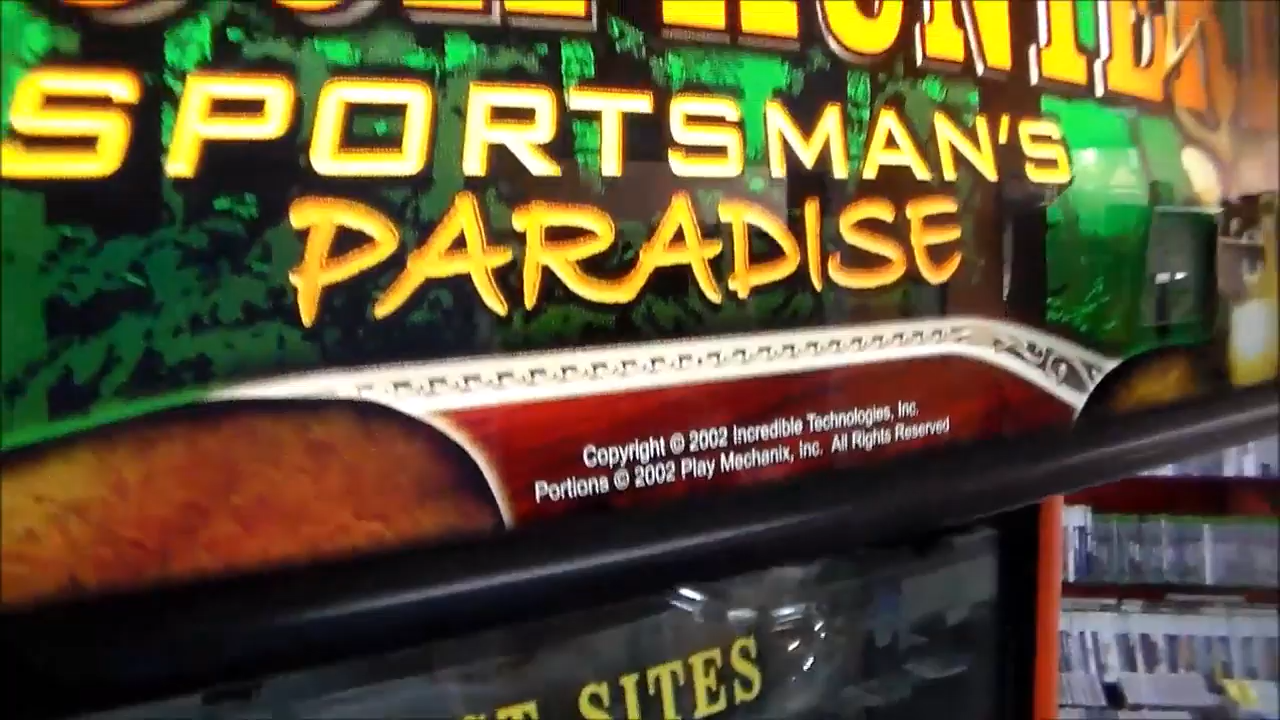 SPORTSMAN'S
PARADISE
Copyright © 2002 Incredible Technologies, Inc.
Portions © 2002 Play Mechanix, Inc. All Rights Reserved
SITES